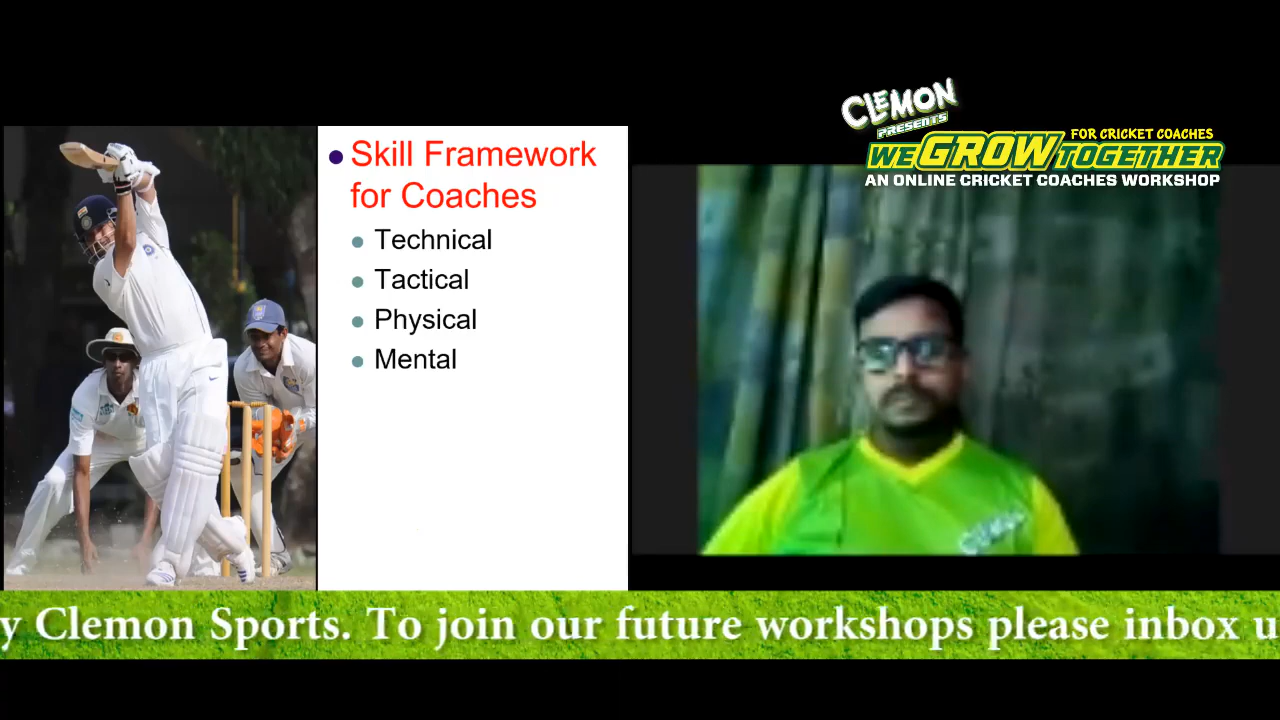 Skill Framework
for Coaches
Technical
Tactical
Physical
Mental
CLEMON
PRESENTS
FOR CRICKET COACHES
WE GROW TOGETHER
AN ONLINE CRICKET COACHES WORKSHOP
CLEMON
y Clemon Sports. To join our future workshops please inbox u